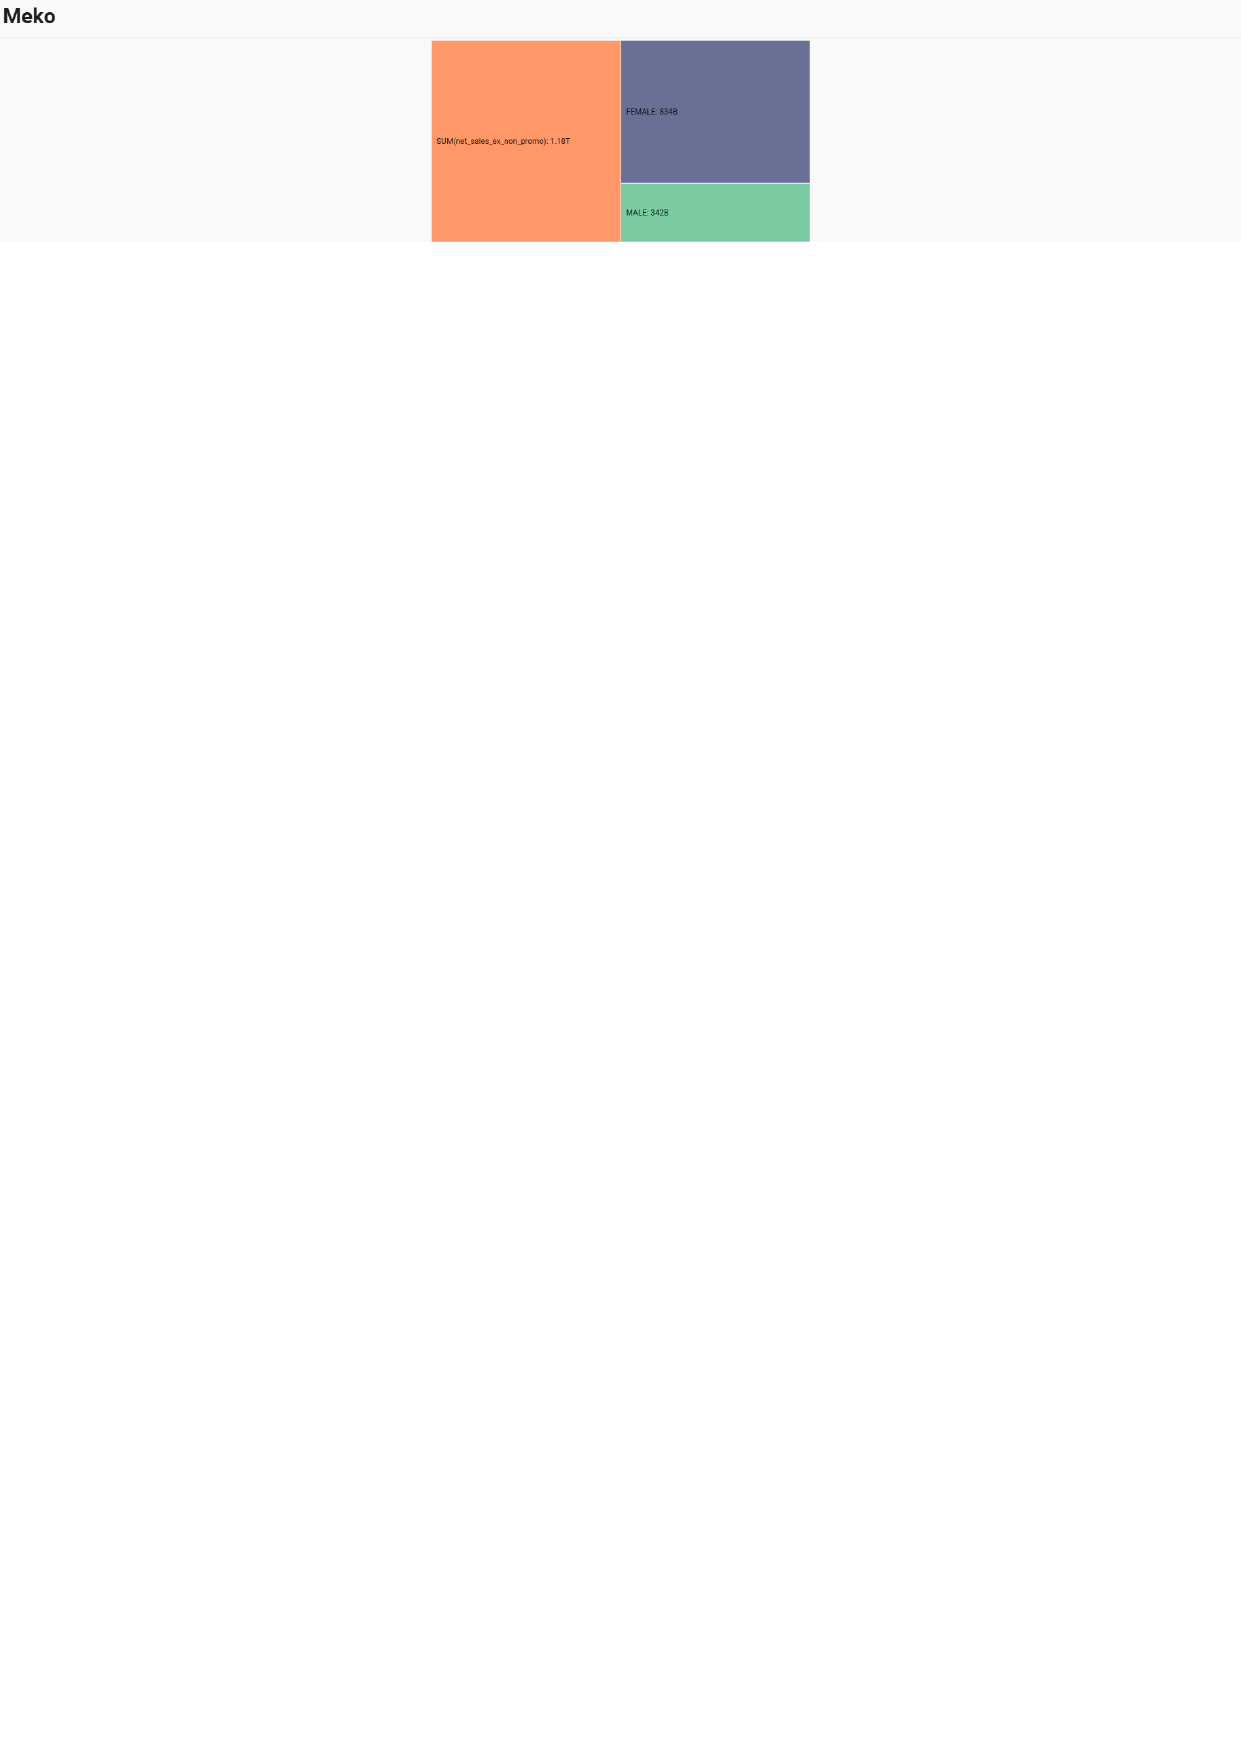 Meko
FEMALE: 834B
SUM(net_sales_ex_non_promo): 1.18T
MALE: 342B